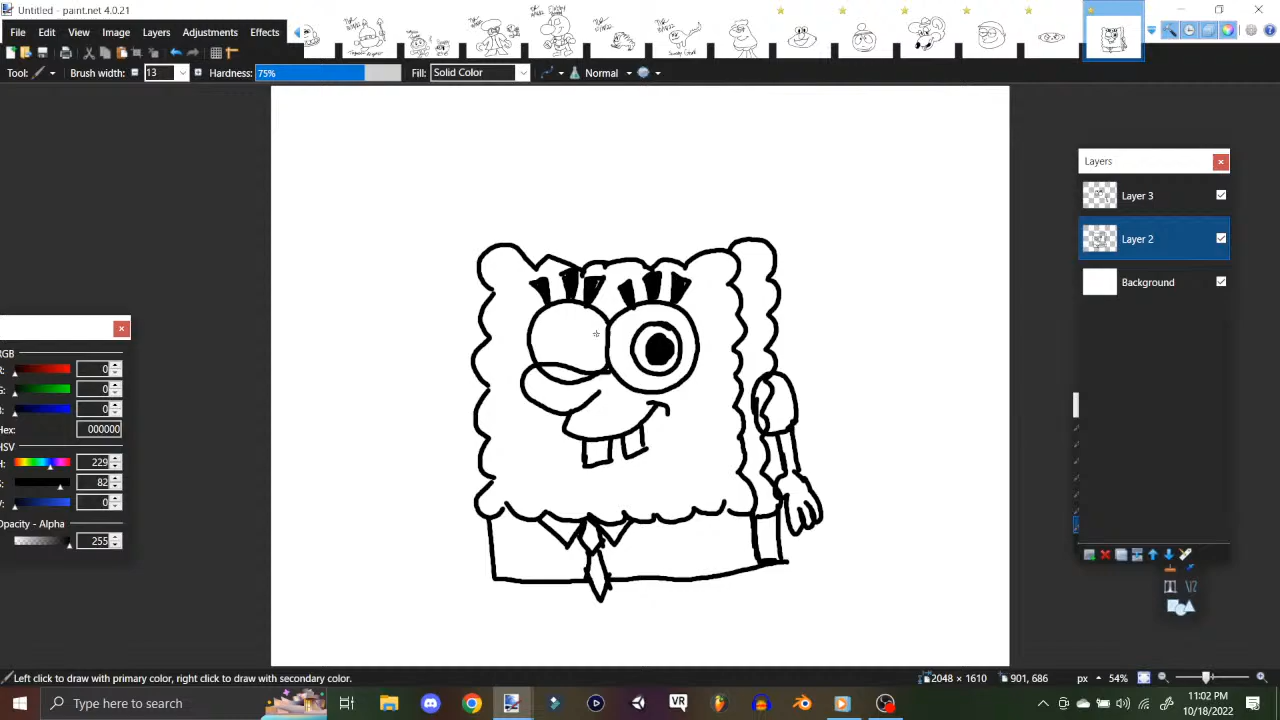 Untitled - paint.net 4.0.21
File Edit View Image Layers Adjustments Effects
Tool: Brush width: 13 Hardness: 75% Fill: Solid Color Normal
Layers
Layer 3
Layer 2
Background
RGB
R: 0
G: 0
B: 0
Hex: 000000
HSV
H: 229
82
V: 0
Opacity - Alpha
255
Left click to draw with primary color, right click to draw with secondary color.
2048 × 1610 901, 686 px 54%
Type here to search
VR
11:02 PM
10/18/2022